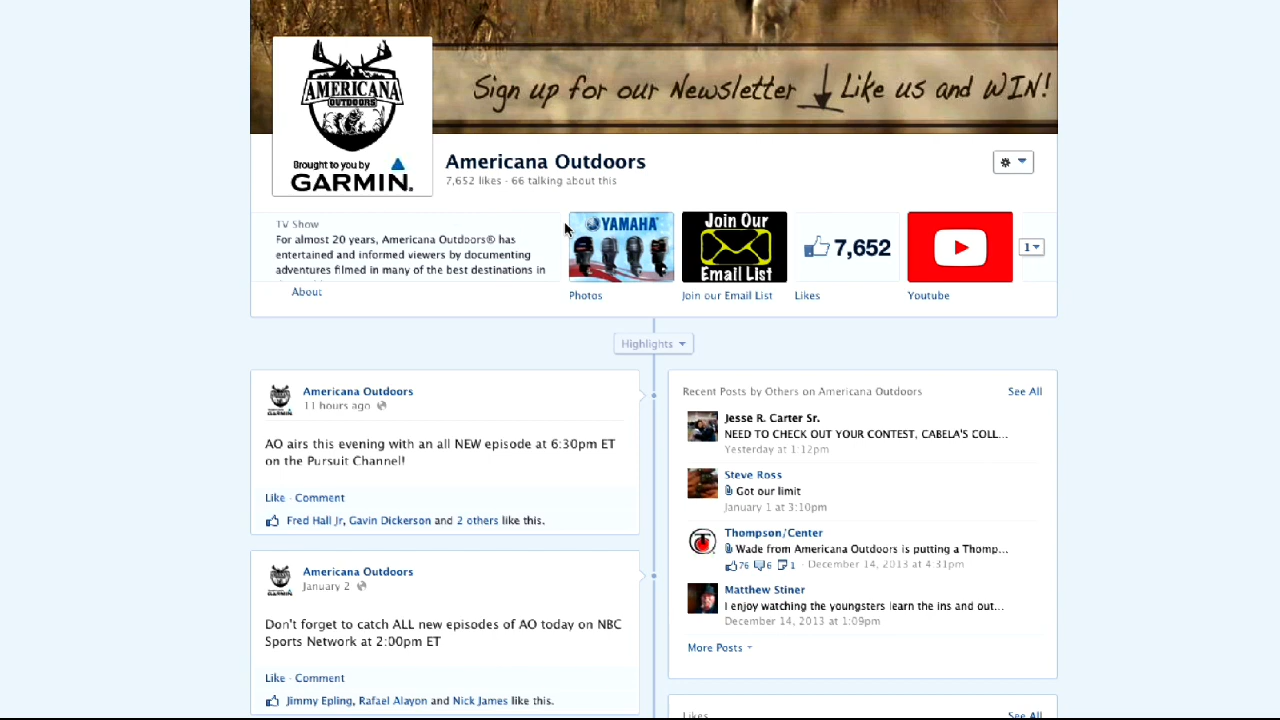 Sign up for our Newsletter Like us and WIN!
AMERICANA
OUTDOORS
Brought to you by
GARMIN.
Americana Outdoors
7,652 likes · 66 talking about this
TV Show
For almost 20 years, Americana Outdoors® has
entertained and informed viewers by documenting
adventures filmed in many of the best destinations in
About
YAMAHA
Photos
Join Our
Email List
Join our Email List
7,652
Likes
Youtube
1
Highlights
Americana Outdoors
11 hours ago
AO airs this evening with an all NEW episode at 6:30pm ET
on the Pursuit Channel!
Like · Comment
Fred Hall Jr, Gavin Dickerson and 2 others like this.
Americana Outdoors
January 2
Don't forget to catch ALL new episodes of AO today on NBC
Sports Network at 2:00pm ET
Like · Comment
Jimmy Epling, Rafael Alayon and Nick James like this.
Recent Posts by Others on Americana Outdoors
See All
Jesse R. Carter Sr.
NEED TO CHECK OUT YOUR CONTEST, CABELA'S COLL...
Yesterday at 1:12pm
Steve Ross
Got our limit
January 1 at 3:10pm
Thompson/Center
Wade from Americana Outdoors is putting a Thomp...
76 6 1 · December 14, 2013 at 4:31pm
Matthew Stiner
I enjoy watching the youngsters learn the ins and out...
December 14, 2013 at 1:09pm
More Posts
Likes
See All